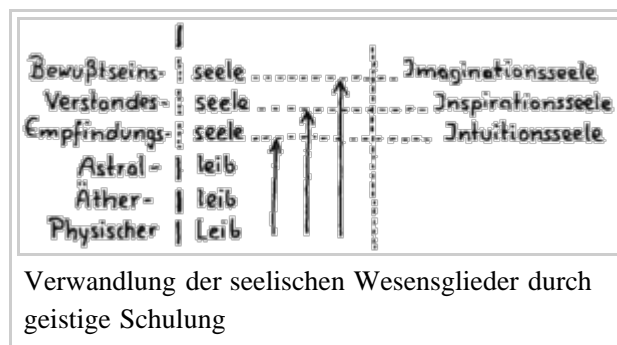 Bewußtseins- seele Imaginationsseele
Verstandes- seele Inspirationsseele
Empfindungs- seele Intuitionsseele
Astral- leib
Äther- leib
Physischer Leib
Verwandlung der seelischen Wesensglieder durch
geistige Schulung